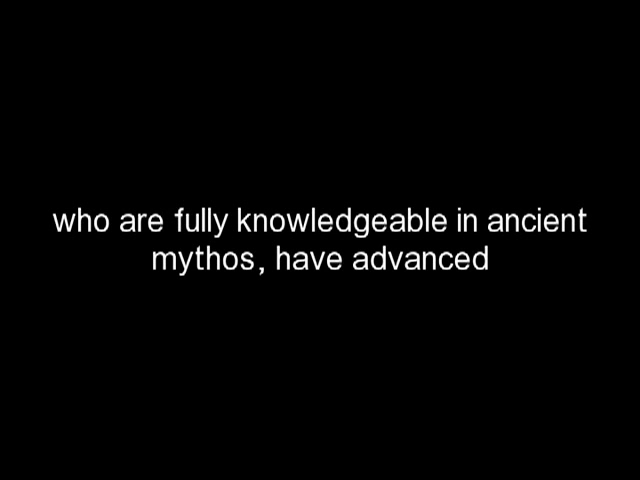 who are fully knowledgeable in ancient
mythos, have advanced